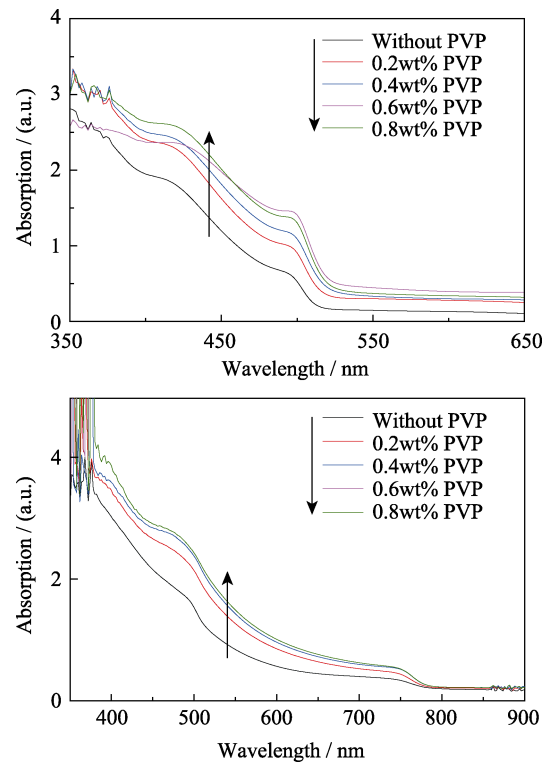 4
3
2
1
0
Absorption / (a.u.)
Without PVP
0.2wt% PVP
0.4wt% PVP
0.6wt% PVP
0.8wt% PVP
350
450
550
650
Wavelength / nm
4
2
0
Absorption / (a.u.)
Without PVP
0.2wt% PVP
0.4wt% PVP
0.6wt% PVP
0.8wt% PVP
400
500
600
700
800
900
Wavelength / nm